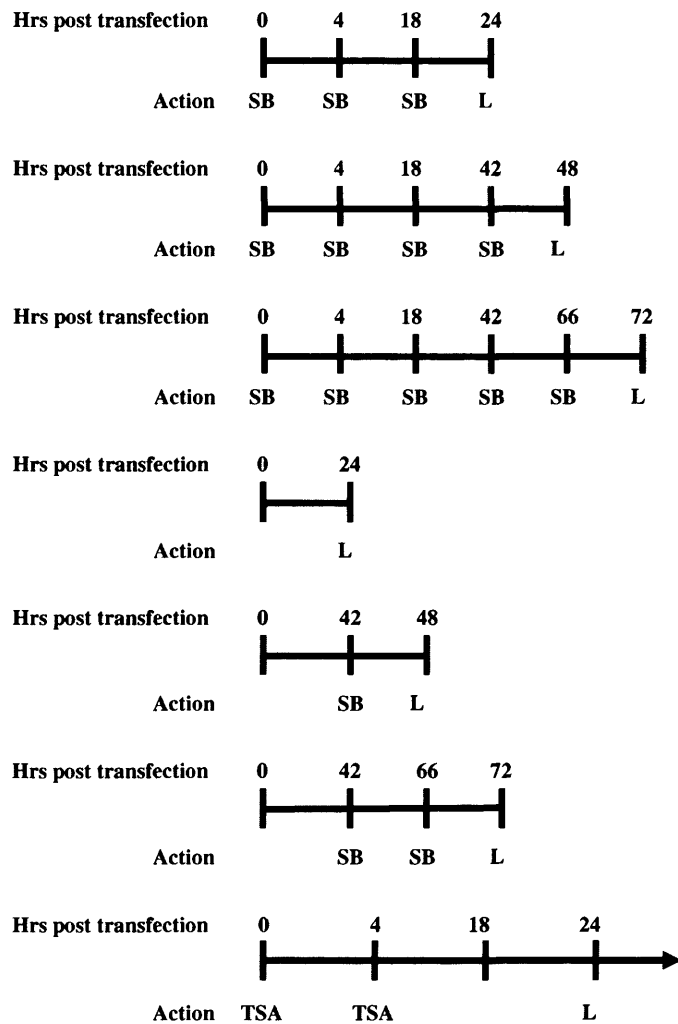 Hrs post transfection 0 4 18 24
Action SB SB SB L
Hrs post transfection 0 4 18 42 48
Action SB SB SB SB L
Hrs post transfection 0 4 18 42 66 72
Action SB SB SB SB SB L
Hrs post transfection 0 24
Action L
Hrs post transfection 0 42 48
Action SB L
Hrs post transfection 0 42 66 72
Action SB SB L
Hrs post transfection 0 4 18 24
Action TSA TSA L